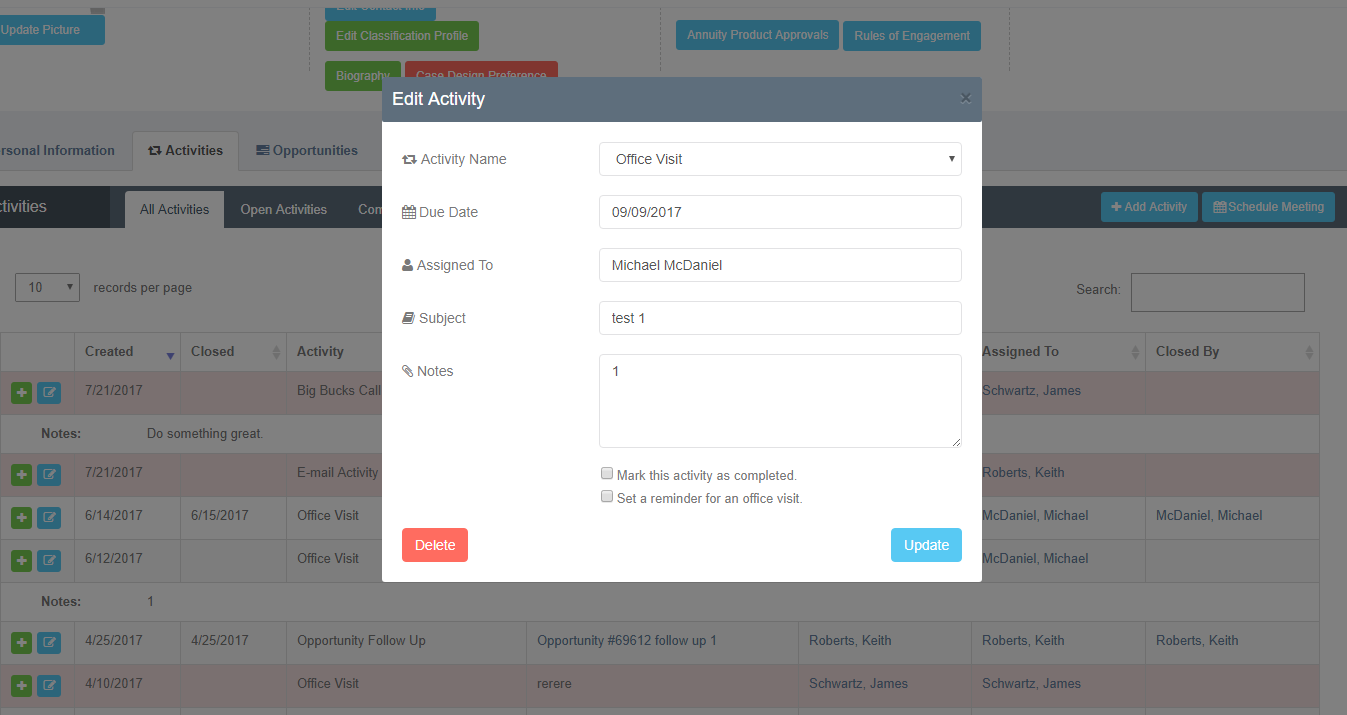 Update Picture
Edit Contact Info
Edit Classification Profile
Annuity Product Approvals
Rules of Engagement
Biography
Case Design Preference
Edit Activity
×
rsonal Information
Activities
Opportunities
Activity Name
Office Visit
ctivities
All Activities
Open Activities
Com
Add Activity
Schedule Meeting
Due Date
09/09/2017
Assigned To
Michael McDaniel
10
records per page
Search:
Subject
test 1
Created
Closed
Activity
Assigned To
Closed By
Notes
1
7/21/2017
Big Bucks Call
Schwartz, James
Notes:
Do something great.
7/21/2017
E-mail Activity
Roberts, Keith
Mark this activity as completed.
Set a reminder for an office visit.
6/14/2017
6/15/2017
Office Visit
McDaniel, Michael
McDaniel, Michael
Delete
Update
6/12/2017
Office Visit
McDaniel, Michael
Notes:
1
4/25/2017
4/25/2017
Opportunity Follow Up
Opportunity #69612 follow up 1
Roberts, Keith
Roberts, Keith
Roberts, Keith
4/10/2017
Office Visit
rerere
Schwartz, James
Schwartz, James